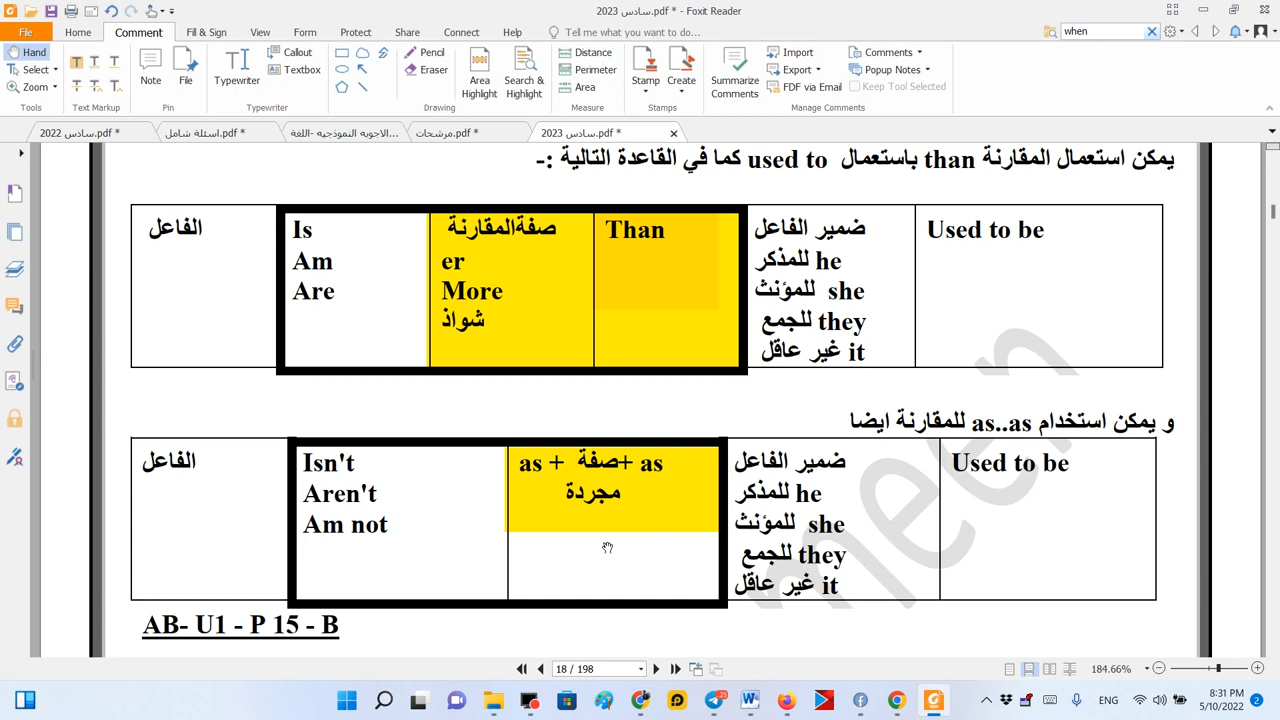 سادس 2023.pdf * - Foxit Reader
File Home Comment Fill & Sign View Form Protect Share Connect Help Tell me what you want to do...
when
Hand
Select
Zoom
Tools
Text Markup
Note
File
Pin
Typewriter
Callout
Textbox
Typewriter
Pencil
Eraser
Drawing
Area Highlight
Search & Highlight
Distance
Perimeter
Area
Measure
Stamp
Create
Stamps
Summarize Comments
Import
Export
FDF via Email
Comments
Popup Notes
Keep Tool Selected
Manage Comments
سادس 2022.pdf *
اسئلة شامل.pdf *
الاجوبه النموذجيه -اللغة...
مرشحات.pdf *
سادس 2023.pdf *
يمكن استعمال المقارنة than باستعمال used to كما في القاعدة التالية :-
الفاعل
Is
Am
Are
صفةالمقارنة
er
More
شواذ
Than
ضمير الفاعل
he للمذكر
she للمؤنث
they للجمع
it غير عاقل
Used to be
و يمكن استخدام as..as للمقارنة ايضا
الفاعل
Isn't
Aren't
Am not
as + صفة + as
مجردة
ضمير الفاعل
he للمذكر
she للمؤنث
they للجمع
it غير عاقل
Used to be
AB- U1 - P 15 - B
meen
18 / 198
184.66%
25
ENG
8:31 PM
5/10/2022
2